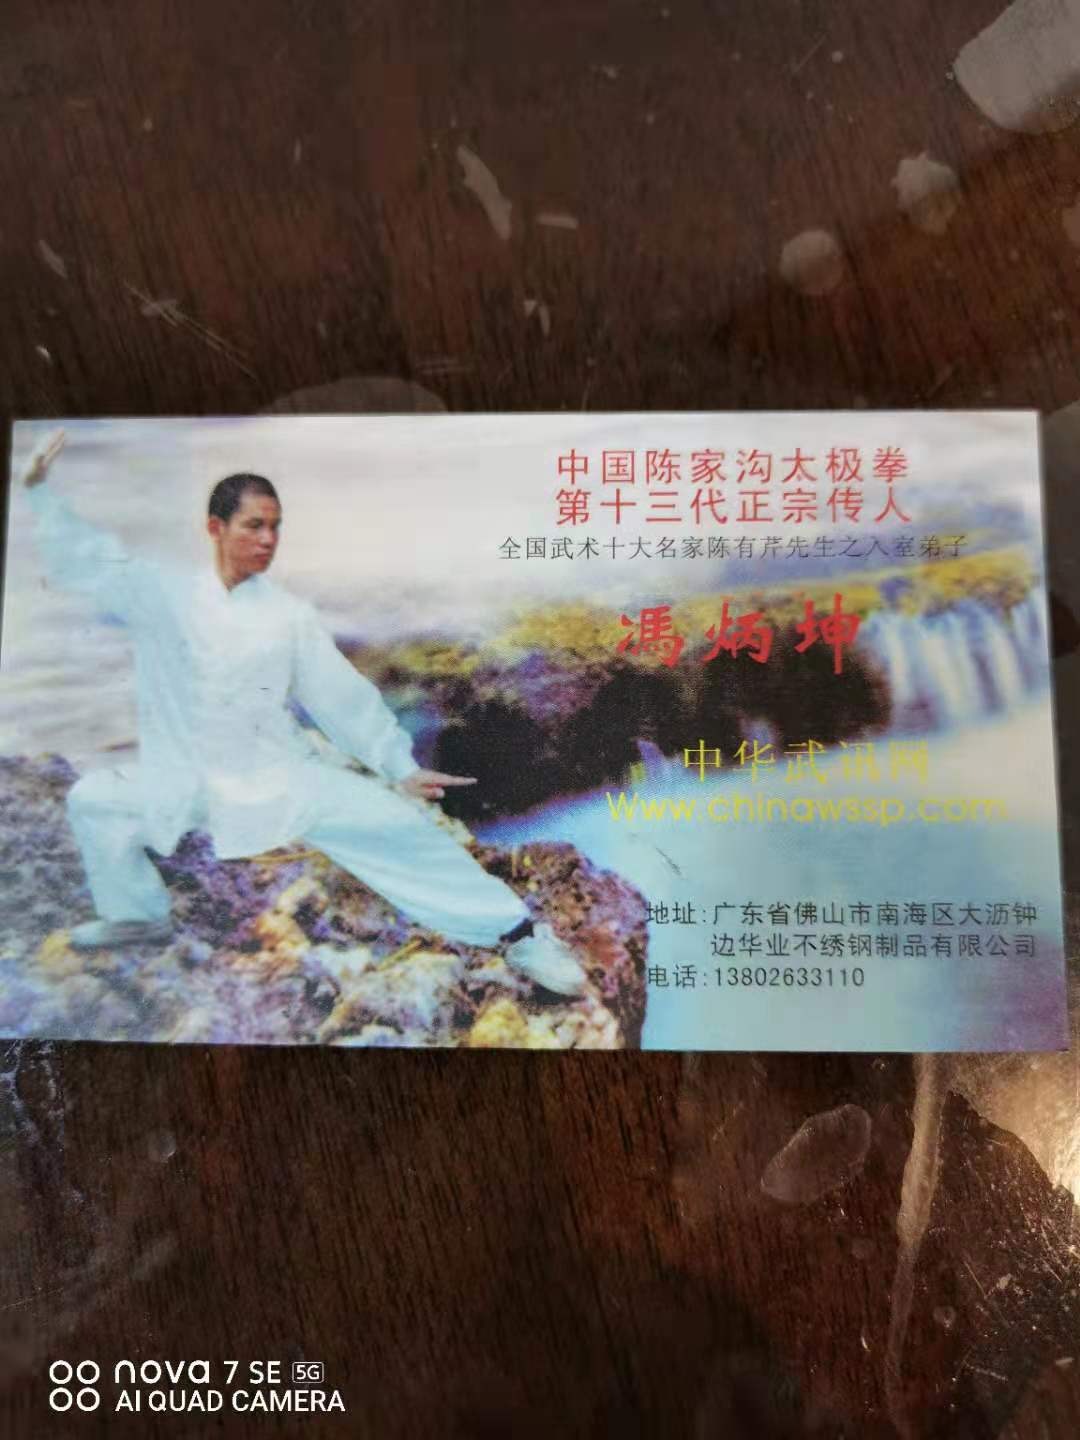 中国陈家沟太极拳
第十三代正宗传人
全国武术十大名家陈有芹先生之入室弟子
馮炳坤
中华武讯网
Www.chinawssp.com
地址:广东省佛山市南海区大沥钟
边华业不绣钢制品有限公司
电话:13802633110
nova 7 SE 5G
AI QUAD CAMERA